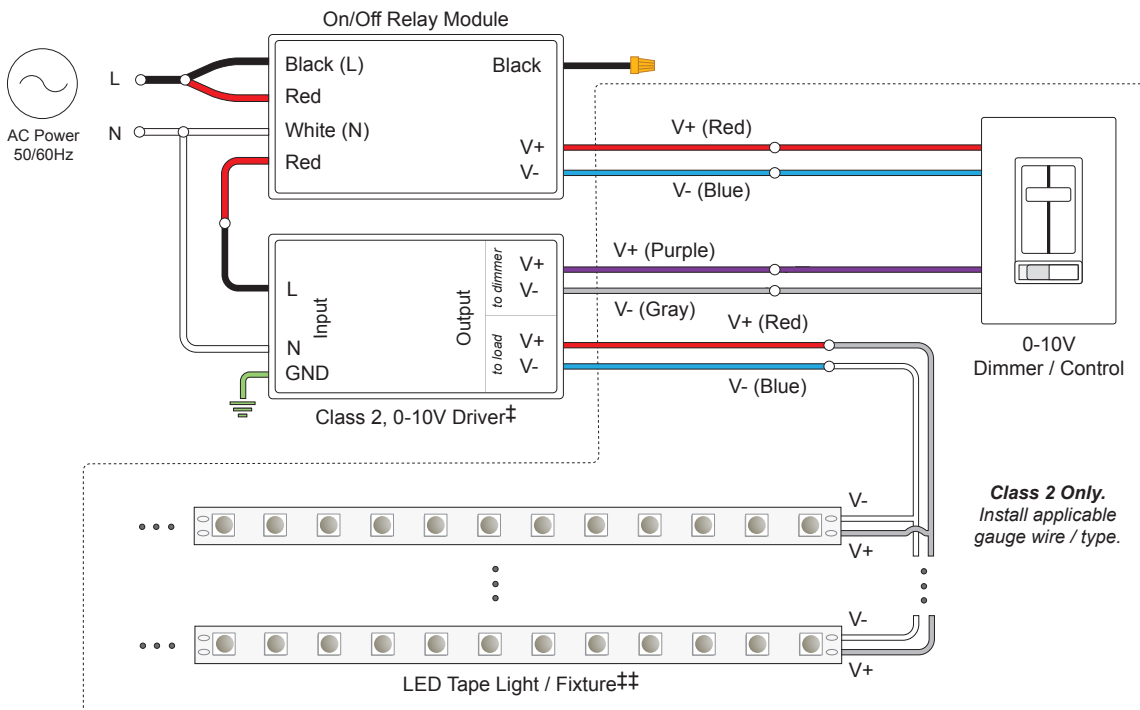 On/Off Relay Module
AC Power
50/60Hz
L
N
Black (L)
Red
White (N)
Red
Black
V+
V-
V+ (Red)
V- (Blue)
L
N
GND
Input
Output
to dimmer
V+
V-
to load
V+
V-
V+ (Purple)
V- (Gray)
V+ (Red)
V- (Blue)
0-10V
Dimmer / Control
Class 2, 0-10V Driver‡
Class 2 Only.
Install applicable
gauge wire / type.
V-
V+
V-
V+
LED Tape Light / Fixture‡‡